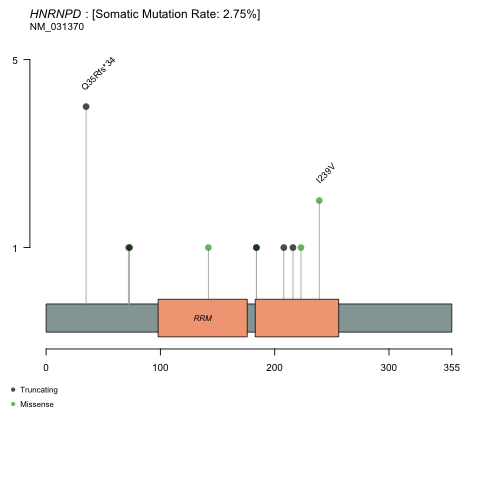 HNRNPD : [Somatic Mutation Rate: 2.75%]
NM_031370
5
Q35Rfs*34
I239V
1
RRM
0 100 200 300 355
Truncating
Missense